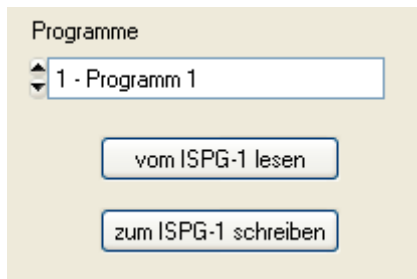 Programme
1 - Programm 1
vom ISPG-1 lesen
zum ISPG-1 schreiben